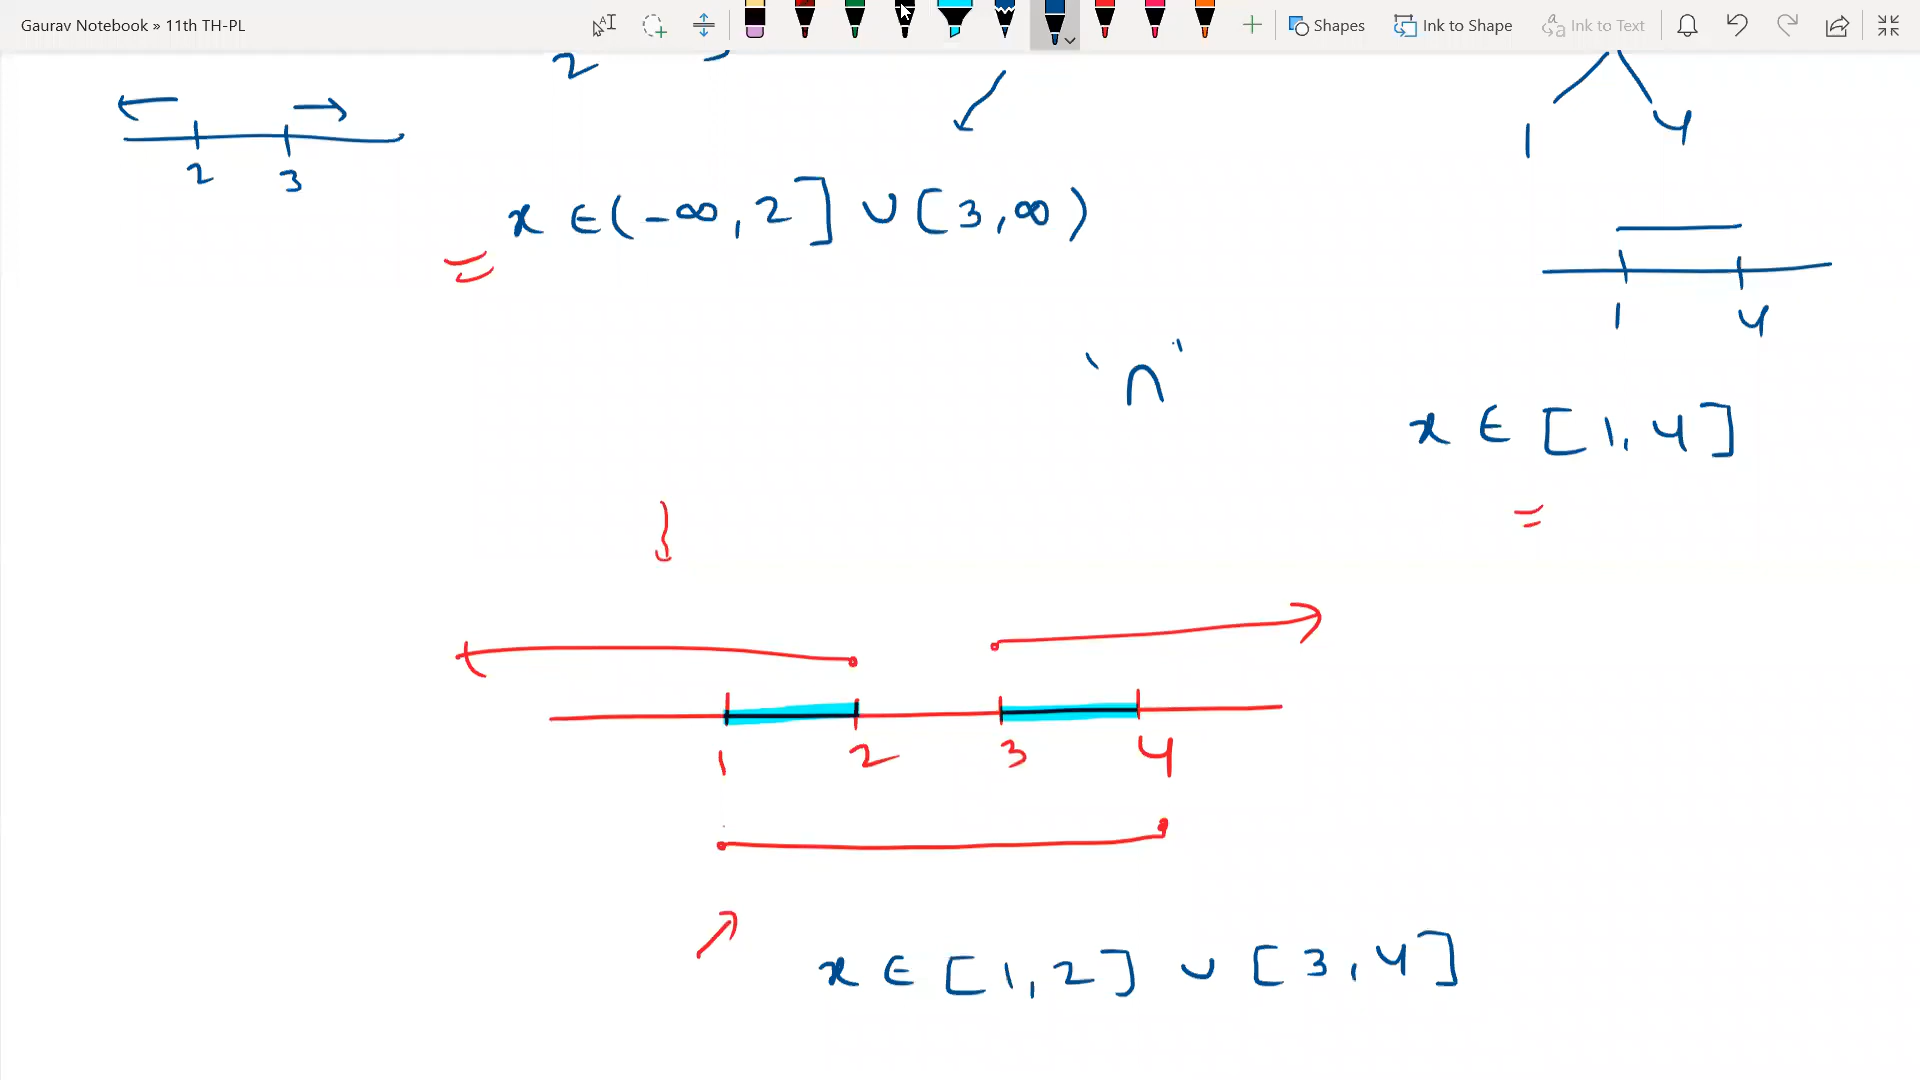 Gaurav Notebook » 11th TH-PL
Shapes
Ink to Shape
Ink to Text
2
2 3
1 4
x ∈ (-∞, 2] ∪ [3, ∞)
1 4
'∩'
x ∈ [1, 4]
1 2 3 4
x ∈ [1, 2] ∪ [3, 4]